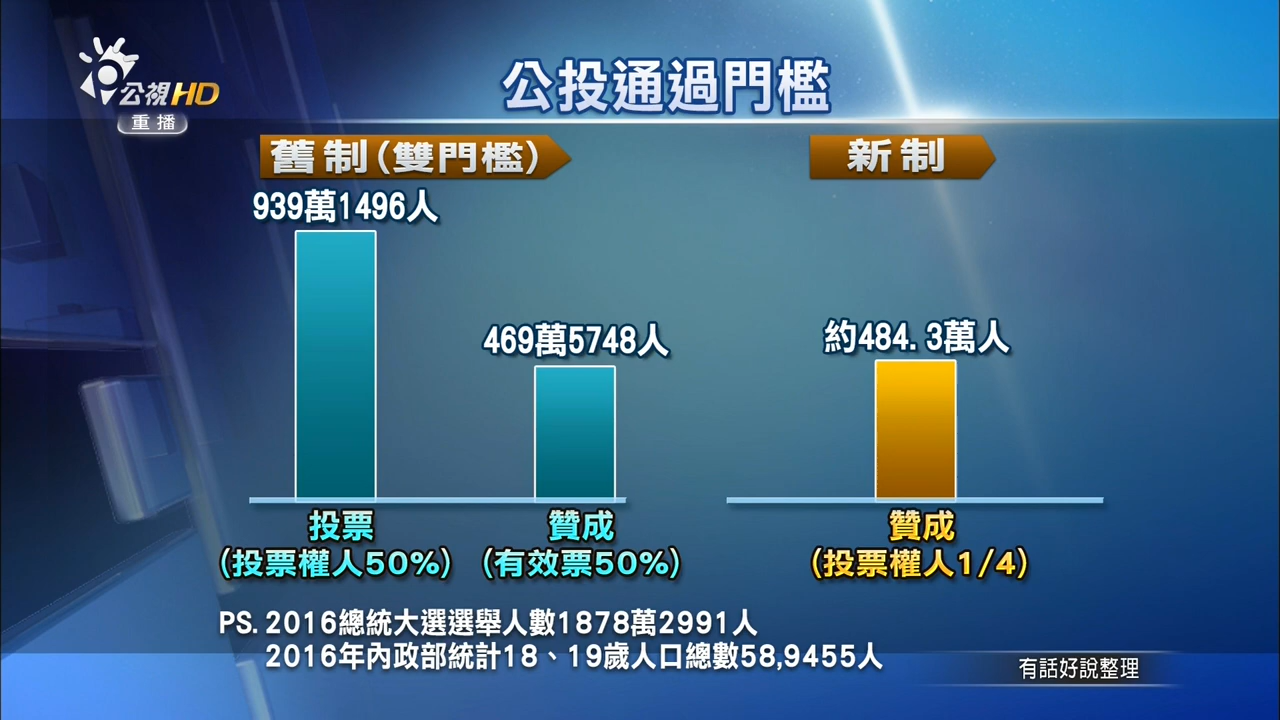 公視HD
重播
公投通過門檻
舊制(雙門檻)
939萬1496人
469萬5748人
投票
(投票權人50%)
贊成
(有效票50%)
新制
約484.3萬人
贊成
(投票權人1/4)
PS. 2016總統大選選舉人數1878萬2991人
2016年內政部統計18、19歲人口總數58,9455人
有話好說整理